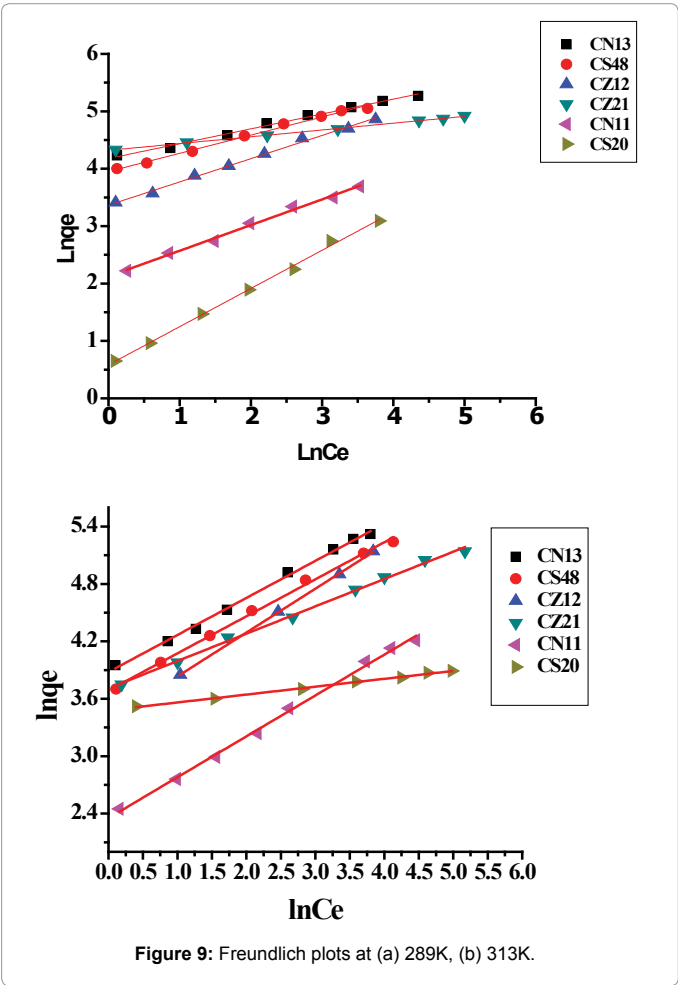 6
5
4
3
2
1
0
0 1 2 3 4 5 6
Lnqe
LnCe
CN13
CS48
CZ12
CZ21
CN11
CS20
5.4
4.8
4.2
3.6
3.0
2.4
0.0 0.5 1.0 1.5 2.0 2.5 3.0 3.5 4.0 4.5 5.0 5.5 6.0
lnqe
lnCe
CN13
CS48
CZ12
CZ21
CN11
CS20
Figure 9: Freundlich plots at (a) 289K, (b) 313K.